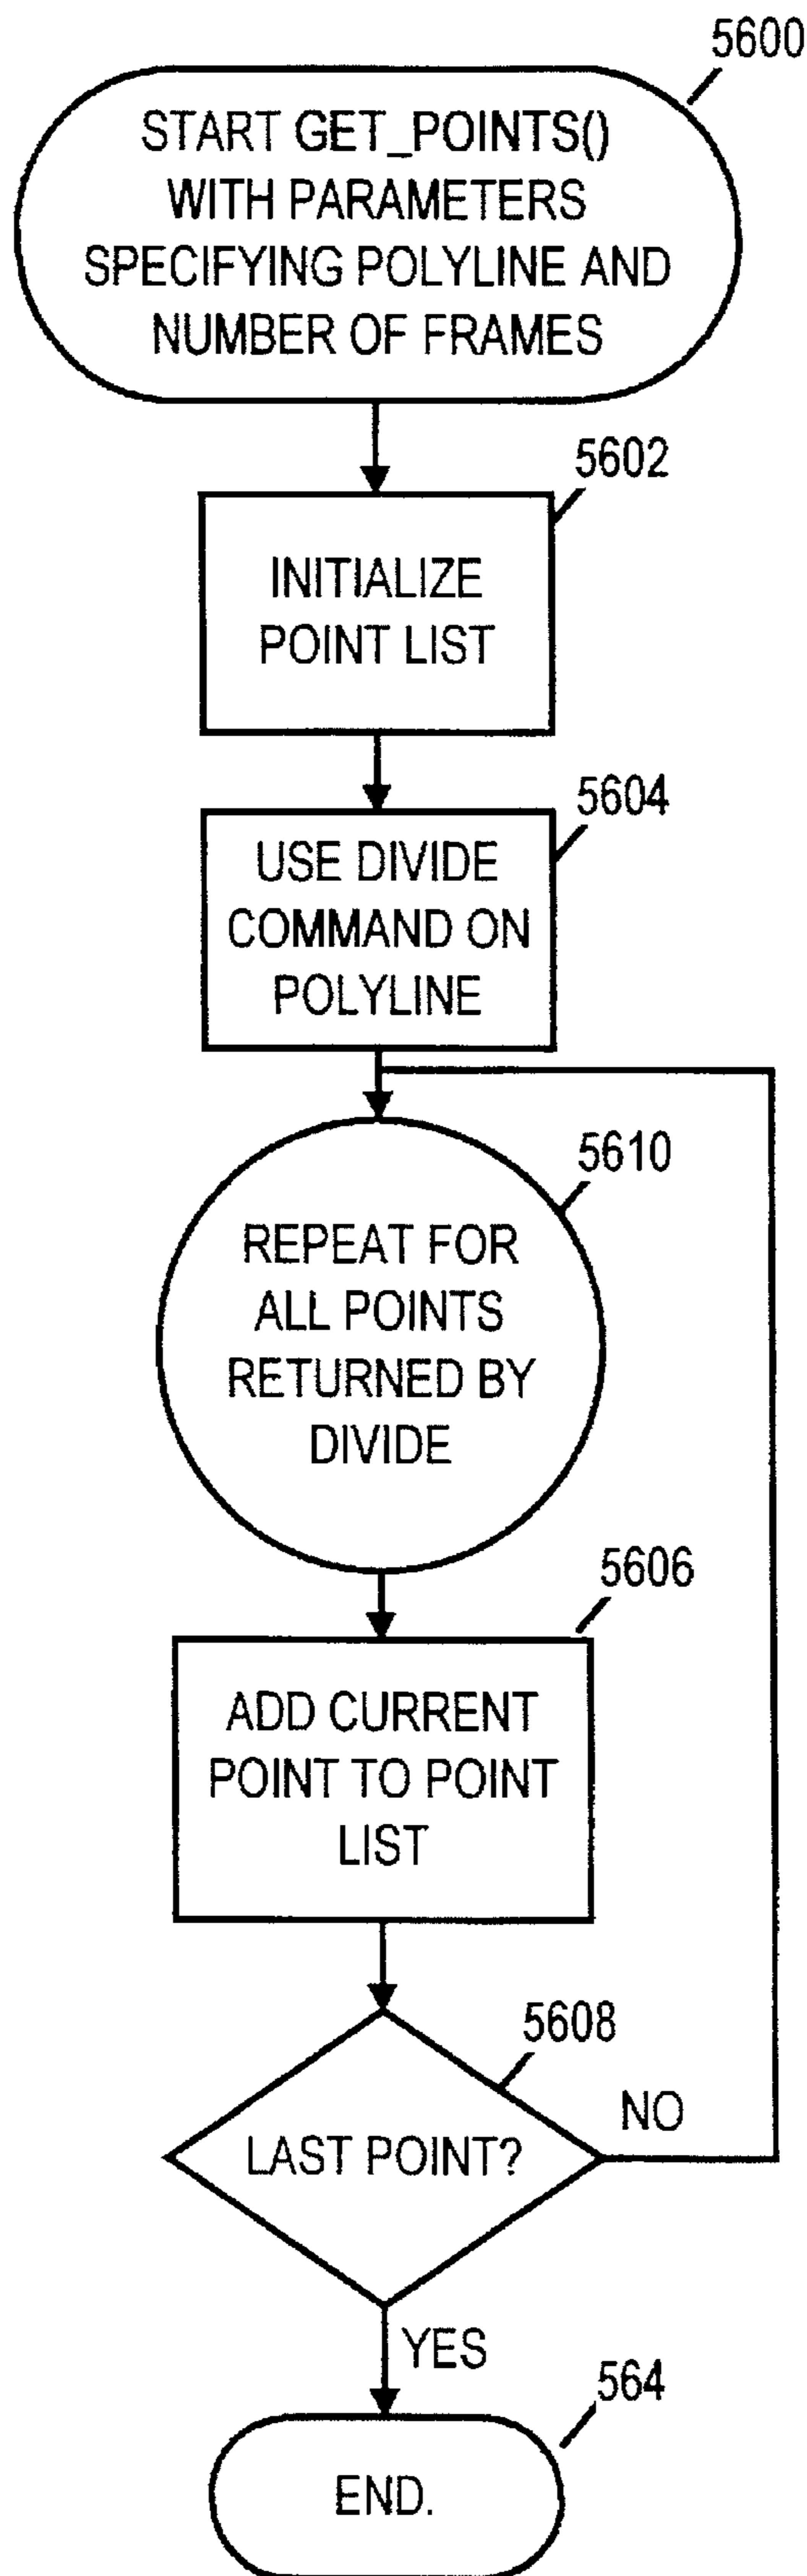 5600
START GET_POINTS()
WITH PARAMETERS
SPECIFYING POLYLINE AND
NUMBER OF FRAMES
5602
INITIALIZE
POINT LIST
5604
USE DIVIDE
COMMAND ON
POLYLINE
5610
REPEAT FOR
ALL POINTS
RETURNED BY
DIVIDE
5606
ADD CURRENT
POINT TO POINT
LIST
5608
LAST POINT?
NO
YES
564
END.